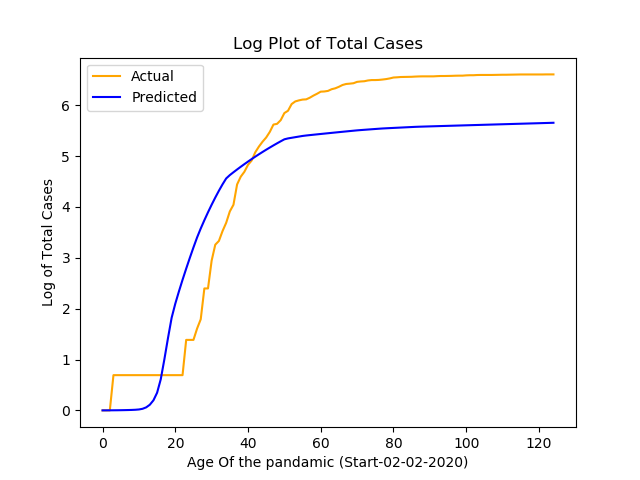 Log Plot of Total Cases
Actual
Predicted
Log of Total Cases
6
5
4
3
2
1
0
0 20 40 60 80 100 120
Age Of the pandamic (Start-02-02-2020)